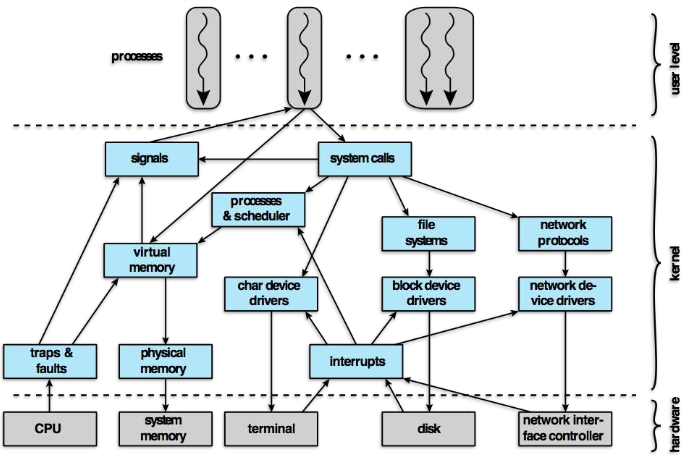 processes
user level
signals
system calls
processes
& scheduler
file
systems
network
protocols
virtual
memory
kernel
char device
drivers
block device
drivers
network de-
vice drivers
traps &
faults
physical
memory
interrupts
CPU
system
memory
terminal
disk
network inter-
face controller
hardware